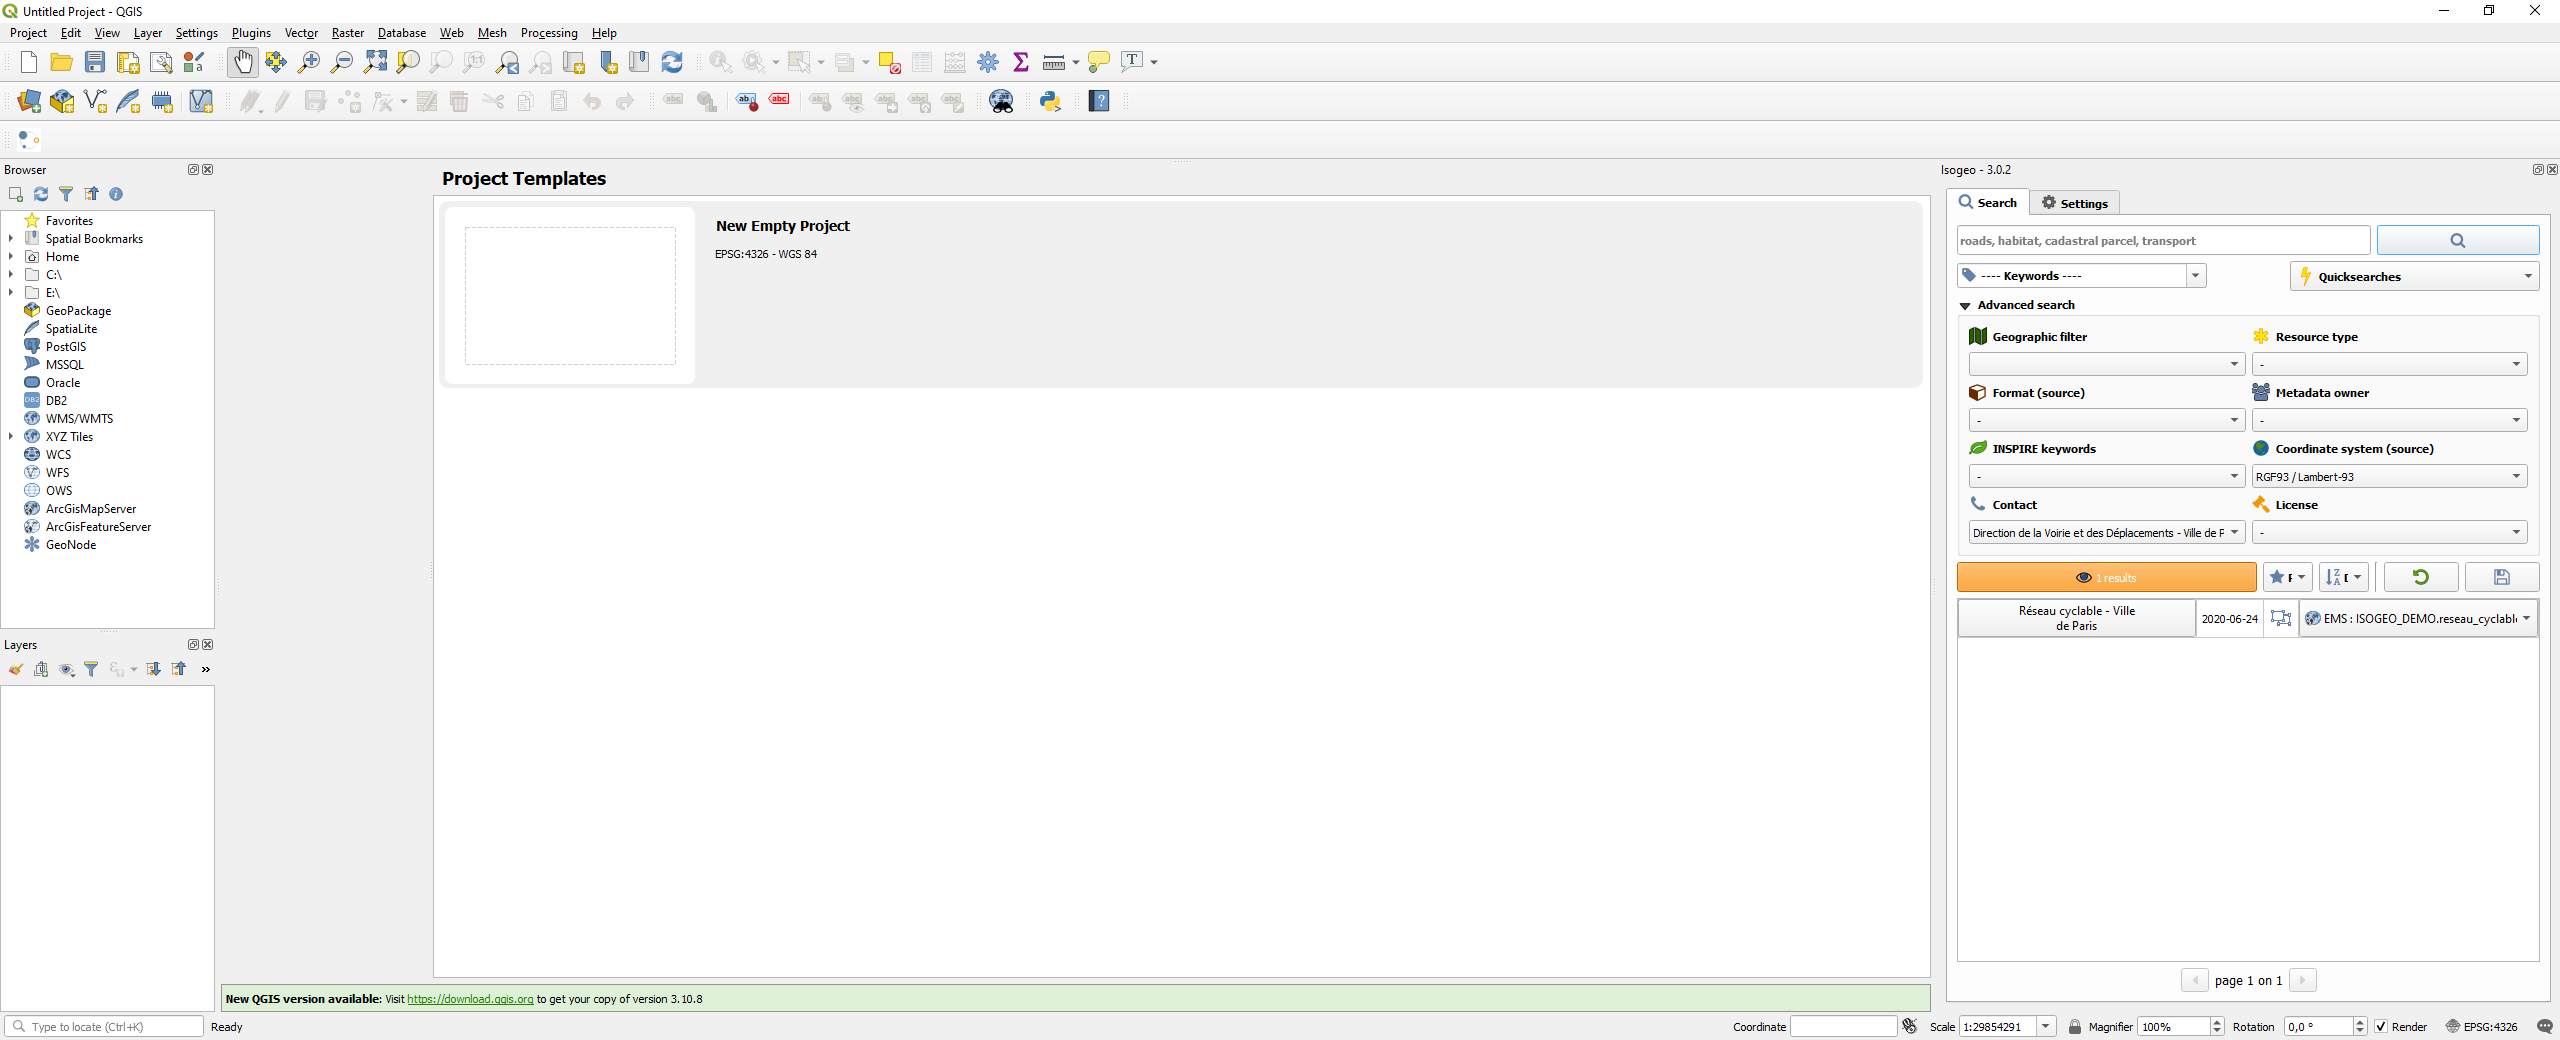 Untitled Project - QGIS
Project Edit View Layer Settings Plugins Vector Raster Database Web Mesh Processing Help
Browser
Favorites
Spatial Bookmarks
Home
C:\
E:\
GeoPackage
SpatiaLite
PostGIS
MSSQL
Oracle
DB2
WMS/WMTS
XYZ Tiles
WCS
WFS
OWS
ArcGisMapServer
ArcGisFeatureServer
GeoNode
Layers
Project Templates
New Empty Project
EPSG:4326 - WGS 84
New QGIS version available: Visit https://download.qgis.org to get your copy of version 3.10.8
Isogeo - 3.0.2
Search Settings
roads, habitat, cadastral parcel, transport
---- Keywords ---- Quicksearches
Advanced search
Geographic filter Resource type
-
Format (source) Metadata owner
- -
INSPIRE keywords Coordinate system (source)
- RGF93 / Lambert-93
Contact License
Direction de la Voirie et des Déplacements - Ville de P -
1 results
Réseau cyclable - Ville
de Paris
2020-06-24 EMS : ISOGEO_DEMO.reseau_cyclabl
page 1 on 1
Type to locate (Ctrl+K) Ready Coordinate Scale 1:29854291 Magnifier 100% Rotation 0,0 ° Render EPSG:4326